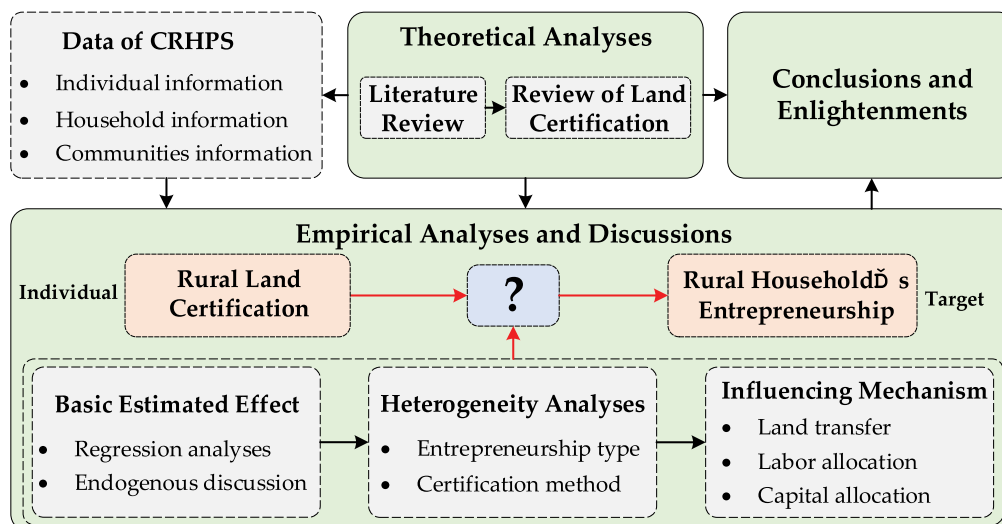 Data of CRHPS
• Individual information
• Household information
• Communities information
Theoretical Analyses
Literature
Review
Review of Land
Certification
Conclusions and
Enlightenments
Empirical Analyses and Discussions
Individual
Rural Land
Certification
?
Rural HouseholdĎ s
Entrepreneurship
Target
Basic Estimated Effect
• Regression analyses
• Endogenous discussion
Heterogeneity Analyses
• Entrepreneurship type
• Certification method
Influencing Mechanism
• Land transfer
• Labor allocation
• Capital allocation